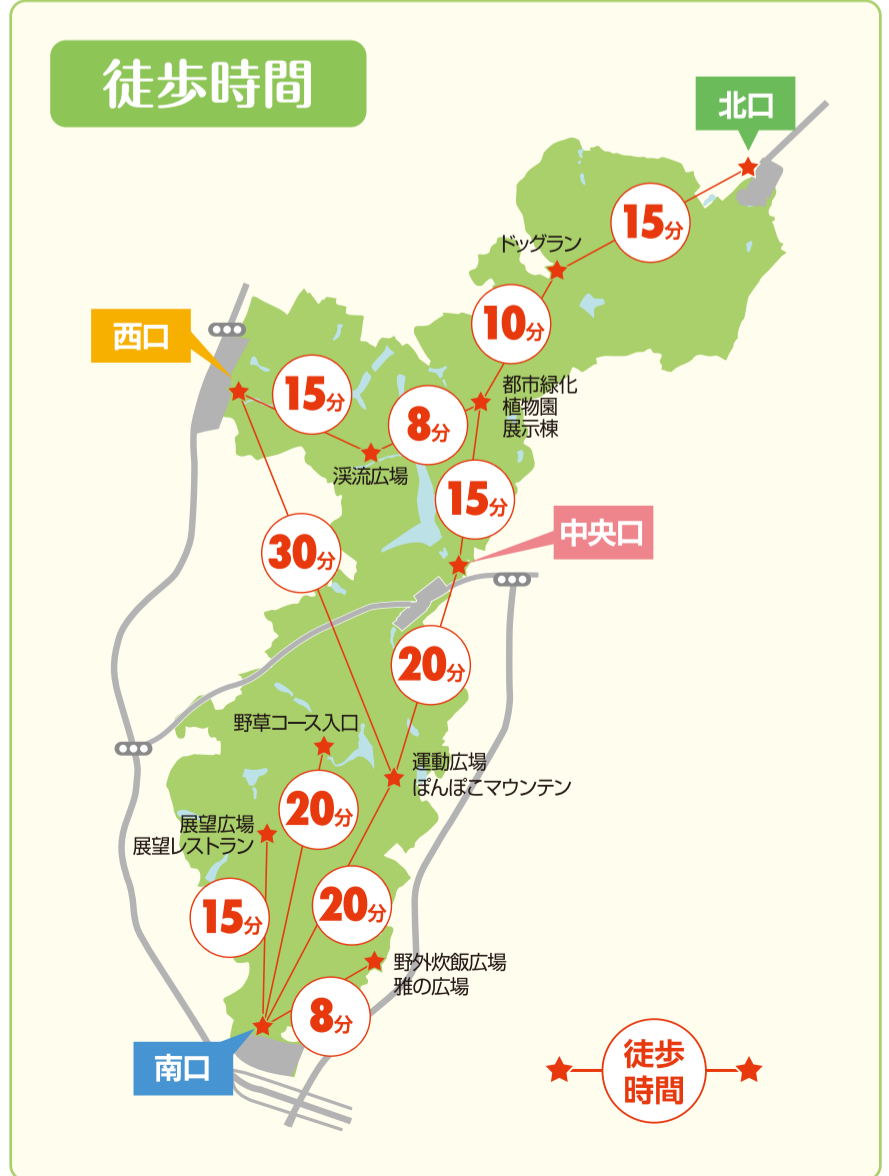 徒歩時間
北口
15分
ドッグラン
10分
西口
15分
8分
都市緑化
植物園
展示棟
渓流広場
15分
中央口
30分
20分
野草コース入口
運動広場
ぽんぽこマウンテン
20分
展望広場
展望レストラン
15分
20分
野外炊飯広場
雅の広場
8分
南口
徒歩
時間